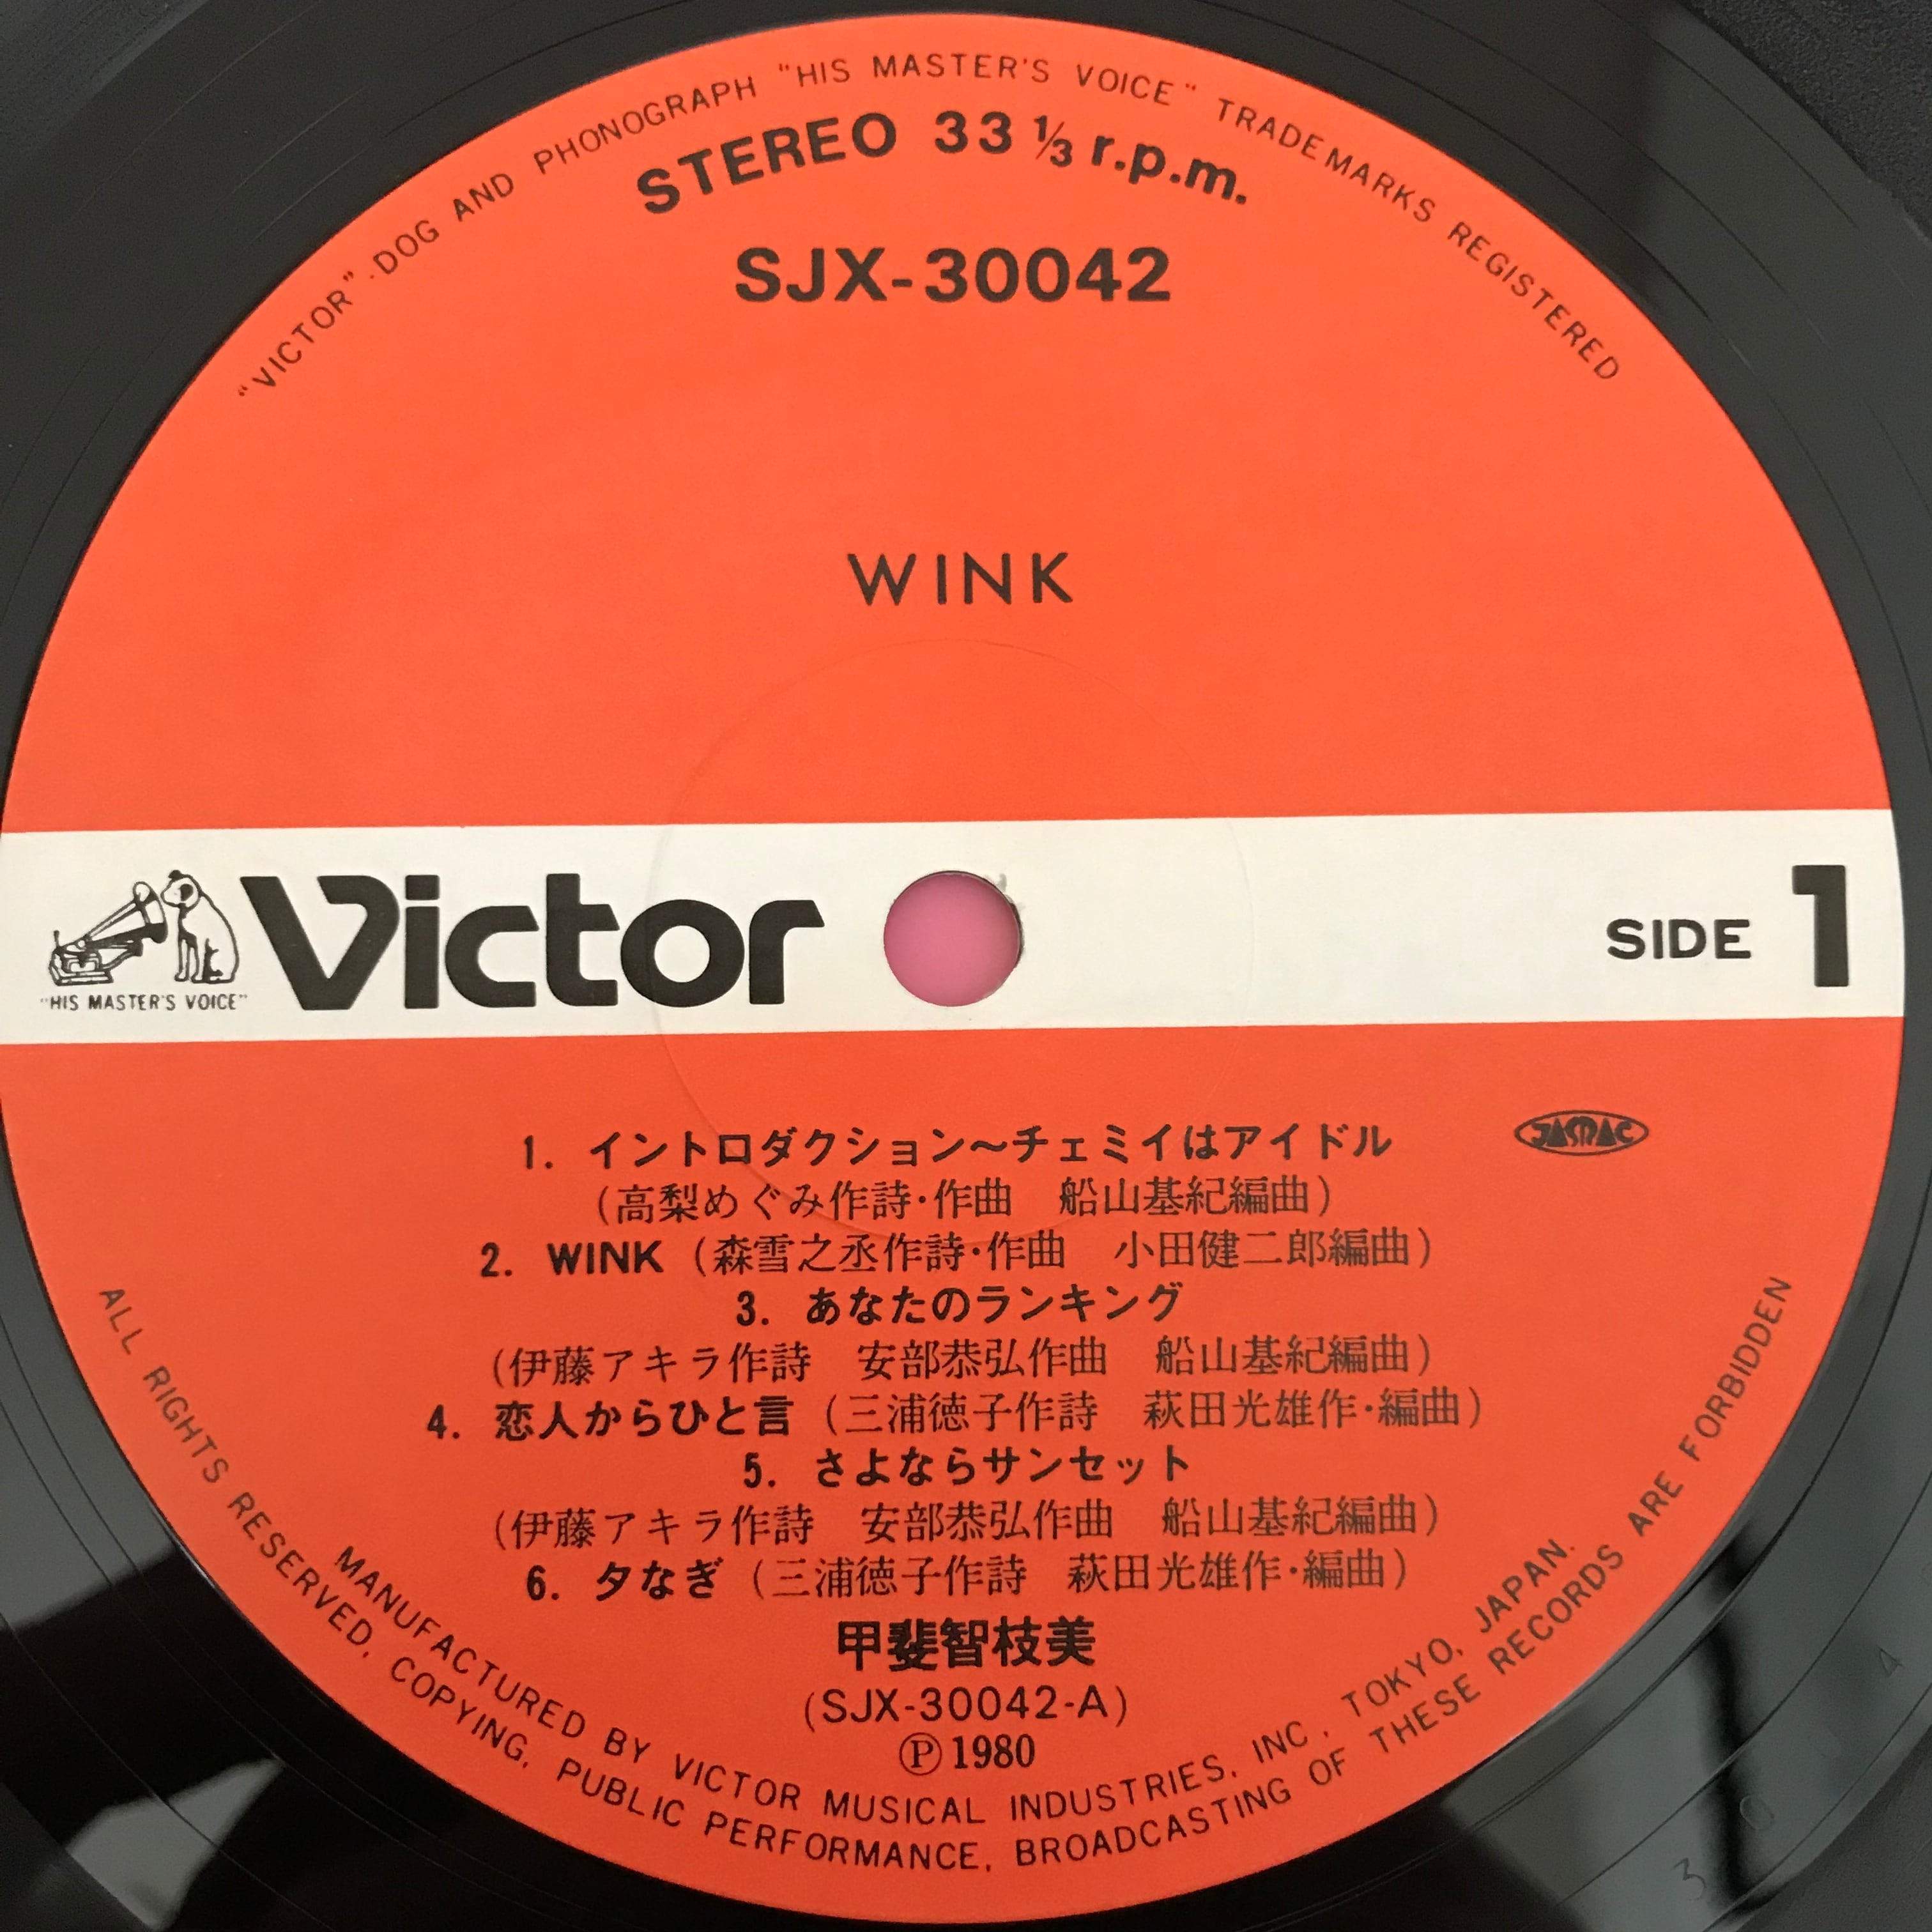 "VICTOR"-DOG AND PHONOGRAPH "HIS MASTER'S VOICE" TRADEMARKS REGISTERED
STEREO 33 ⅓ r.p.m.
SJX-30042
WINK
"HIS MASTER'S VOICE"
Victor
SIDE 1
JASRAC
1. イントロダクション〜チェミイはアイドル
(高梨めぐみ作詩・作曲 船山基紀編曲)
2. WINK (森雪之丞作詩・作曲 小田健二郎編曲)
3. あなたのランキング
(伊藤アキラ作詩 安部恭弘作曲 船山基紀編曲)
4. 恋人からひと言 (三浦徳子作詩 萩田光雄作・編曲)
5. さよならサンセット
(伊藤アキラ作詩 安部恭弘作曲 船山基紀編曲)
6. 夕なぎ (三浦徳子作詩 萩田光雄作・編曲)
甲斐智枝美
(SJX-30042-A)
Ⓟ1980
MANUFACTURED BY VICTOR MUSICAL INDUSTRIES, INC., TOKYO, JAPAN.
ALL RIGHTS RESERVED, COPYING, PUBLIC PERFORMANCE, BROADCASTING OF THESE RECORDS ARE FORBIDDEN